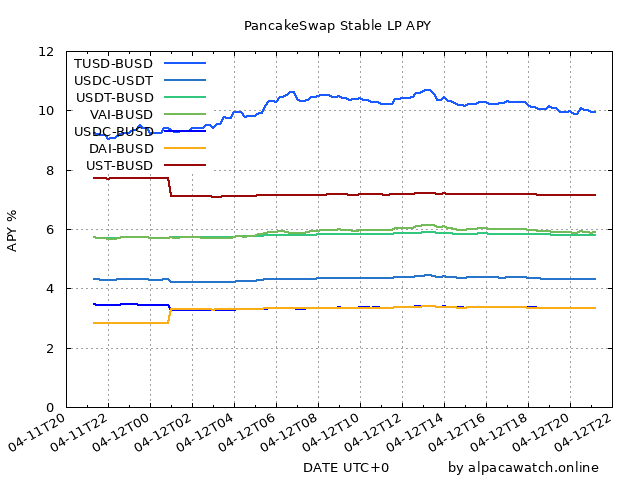 PancakeSwap Stable LP APY
12
10
8
6
4
2
0
APY %
TUSD-BUSD
USDC-USDT
USDT-BUSD
VAI-BUSD
USDC-BUSD
DAI-BUSD
UST-BUSD
04-11T20
04-11T22
04-12T00
04-12T02
04-12T04
04-12T06
04-12T08
04-12T10
04-12T12
04-12T14
04-12T16
04-12T18
04-12T20
04-12T22
DATE UTC+0
by alpacawatch.online